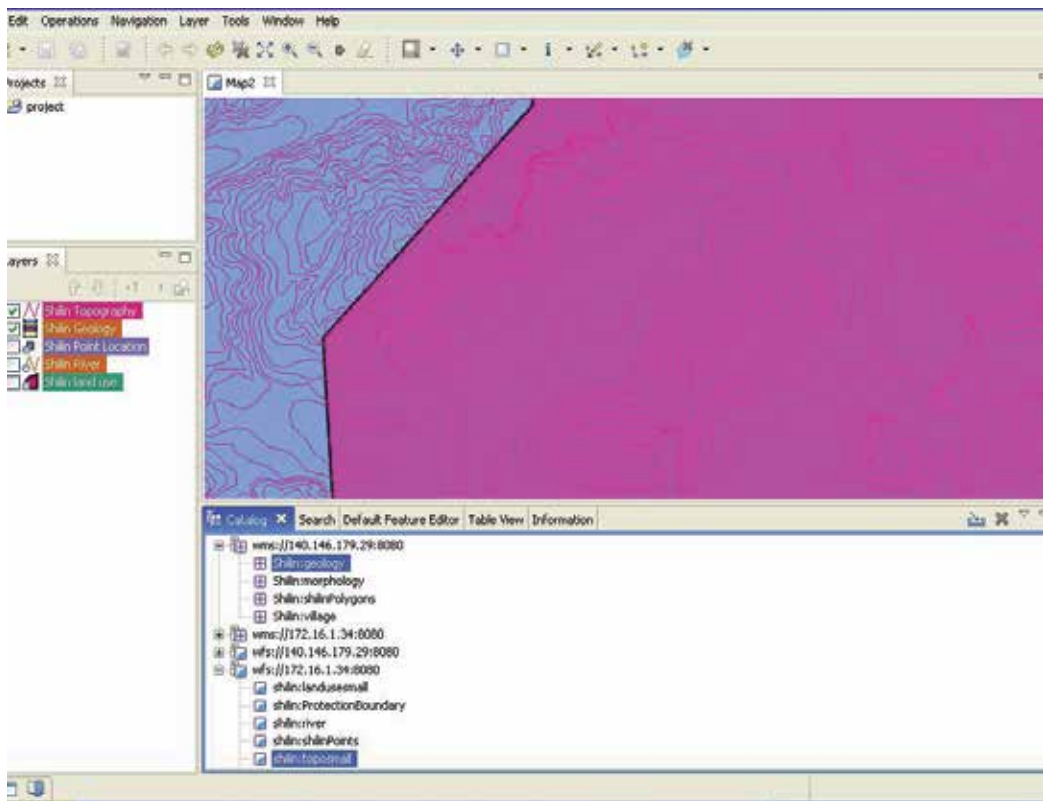 Edit Operations Navigation Layer Tools Window Help
Projects
project
Map2
Layers
Shilin Topography
Shilin Geology
Shilin Point Location
Shilin River
Shilin land use
Catalog Search Default Feature Editor Table View Information
wms://140.146.179.29:8080
Shilin:geology
Shilin:morphology
Shilin:shilinPolygons
Shilin:village
wms://172.16.1.34:8080
wfs://140.146.179.29:8080
wfs://172.16.1.34:8080
shilin:landusesmall
shilin:ProtectionBoundary
shilin:river
shilin:shilinPoints
shilin:toposmall